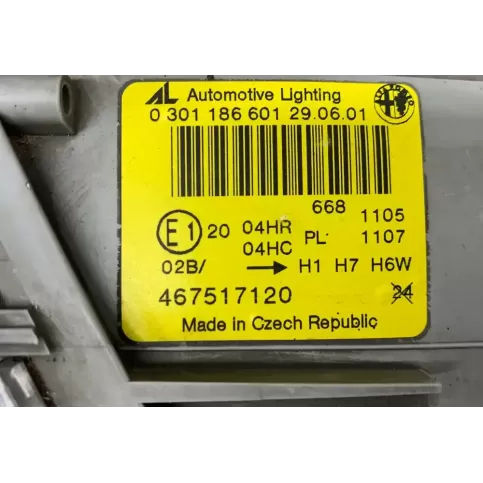 AL Automotive Lighting
0 301 186 601 29.06.01
668
E1 20 04HR PL 1105
04HC 1107
02B/ → H1 H7 H6W
467517120 24
Made in Czech Republic